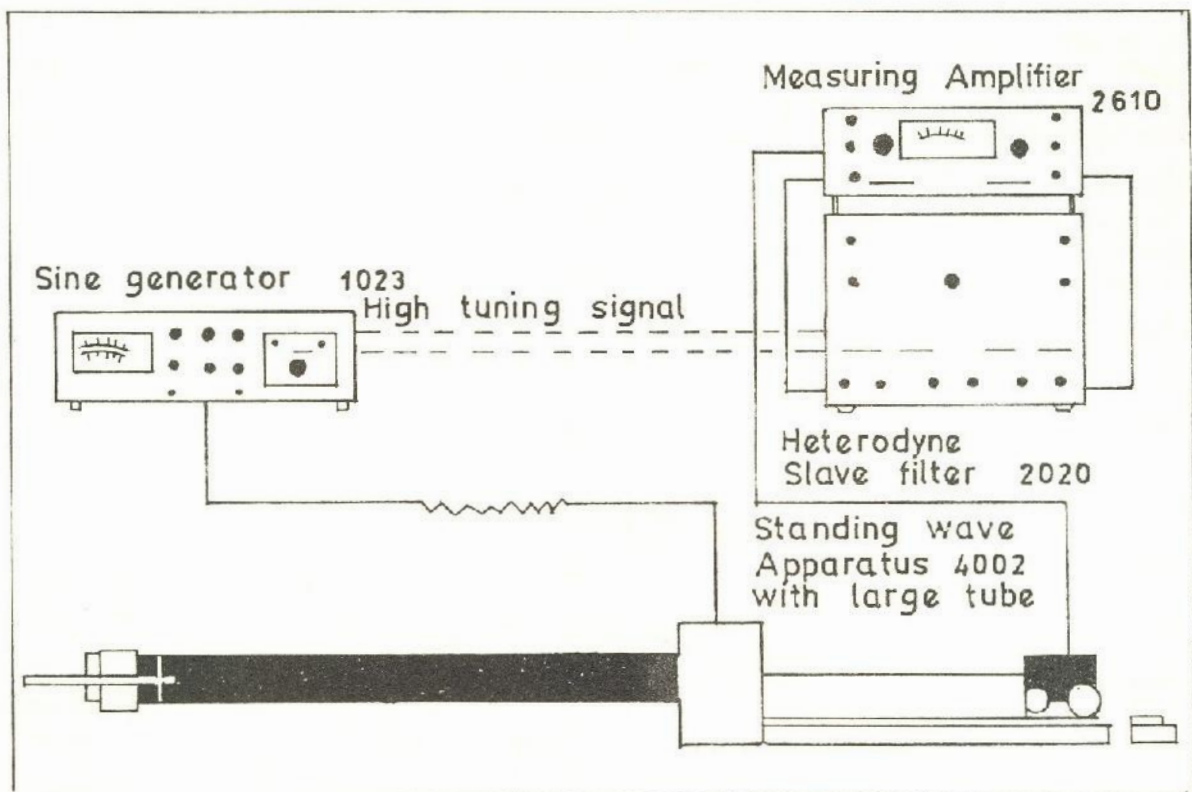 Measuring Amplifier
2610
Sine generator 1023
High tuning signal
Heterodyne
Slave filter 2020
Standing wave
Apparatus 4002
with large tube